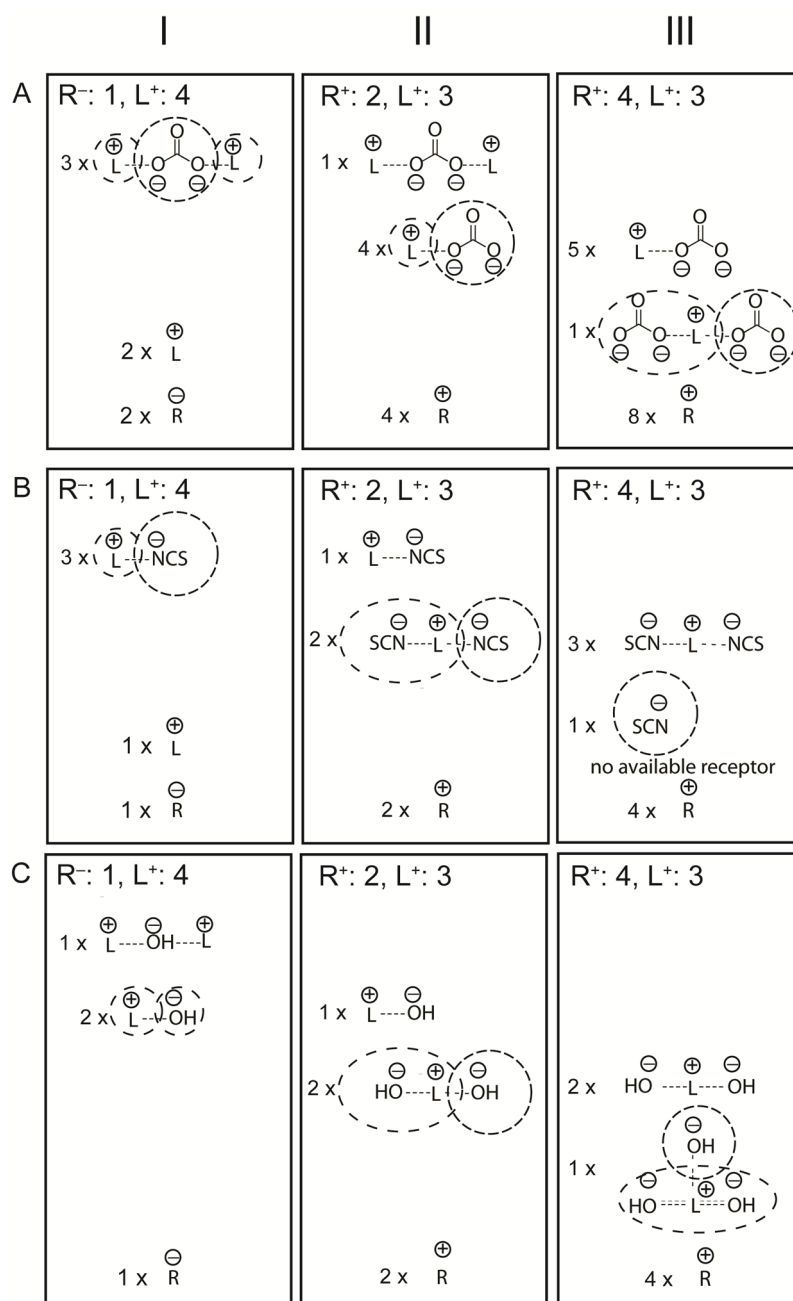 I II III
A
R⁻: 1, L⁺: 4
3 x ⊕ L O O ⊖ O ⊖ ⊕ L
2 x ⊕ L
2 x ⊖ R
R⁺: 2, L⁺: 3
1 x ⊕ L O O ⊖ O ⊖ ⊕ L
4 x ⊕ L O O ⊖ O ⊖
4 x ⊕ R
R⁺: 4, L⁺: 3
5 x ⊕ L O O ⊖ O ⊖
1 x O O ⊖ O ⊖ ⊕ L O O ⊖ O ⊖
8 x ⊕ R
B
R⁻: 1, L⁺: 4
3 x ⊕ L ⊖ NCS
1 x ⊕ L
1 x ⊖ R
R⁺: 2, L⁺: 3
1 x ⊕ L ⊖ NCS
2 x ⊖ SCN ⊕ L ⊖ NCS
2 x ⊕ R
R⁺: 4, L⁺: 3
3 x ⊖ SCN ⊕ L ⊖ NCS
1 x ⊖ SCN
no available receptor
4 x ⊕ R
C
R⁻: 1, L⁺: 4
1 x ⊕ L ⊖ OH ⊕ L
2 x ⊕ L ⊖ OH
1 x ⊖ R
R⁺: 2, L⁺: 3
1 x ⊕ L ⊖ OH
2 x ⊖ HO ⊕ L ⊖ OH
2 x ⊕ R
R⁺: 4, L⁺: 3
2 x ⊖ HO ⊕ L ⊖ OH
1 x ⊖ OH ⊖ HO ⊕ L ⊖ OH
4 x ⊕ R